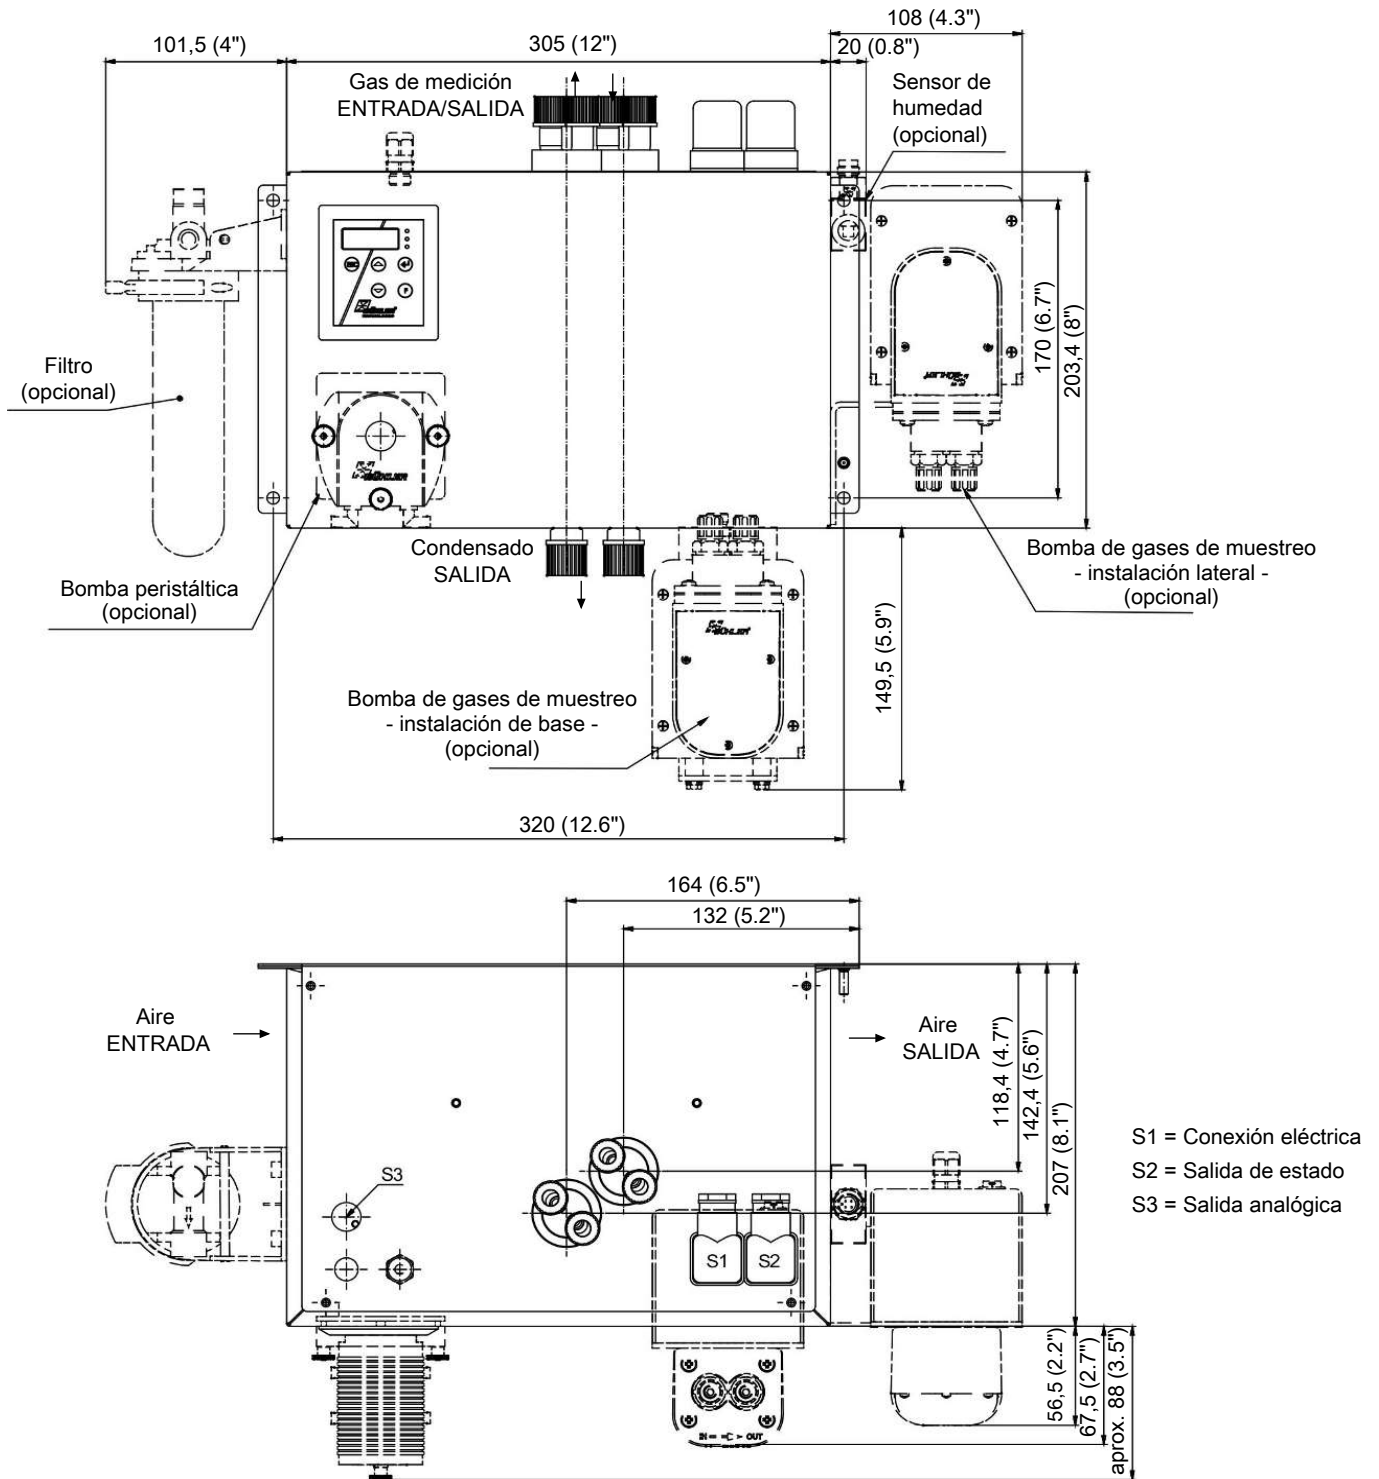 108 (4.3")
101,5 (4")
305 (12")
20 (0.8")
Gas de medición
ENTRADA/SALIDA
Sensor de
humedad
(opcional)
170 (6.7")
203,4 (8")
Filtro
(opcional)
Condensado
SALIDA
Bomba de gases de muestreo
- instalación lateral -
(opcional)
Bomba peristáltica
(opcional)
149,5 (5.9")
Bomba de gases de muestreo
- instalación de base -
(opcional)
320 (12.6")
164 (6.5")
132 (5.2")
Aire
ENTRADA
Aire
SALIDA
118,4 (4.7")
142,4 (5.6")
207 (8.1")
S1 = Conexión eléctrica
S2 = Salida de estado
S3 = Salida analógica
S3
S1
S2
56,5 (2.2")
67,5 (2.7")
aprox. 88 (3.5")
IN
OUT